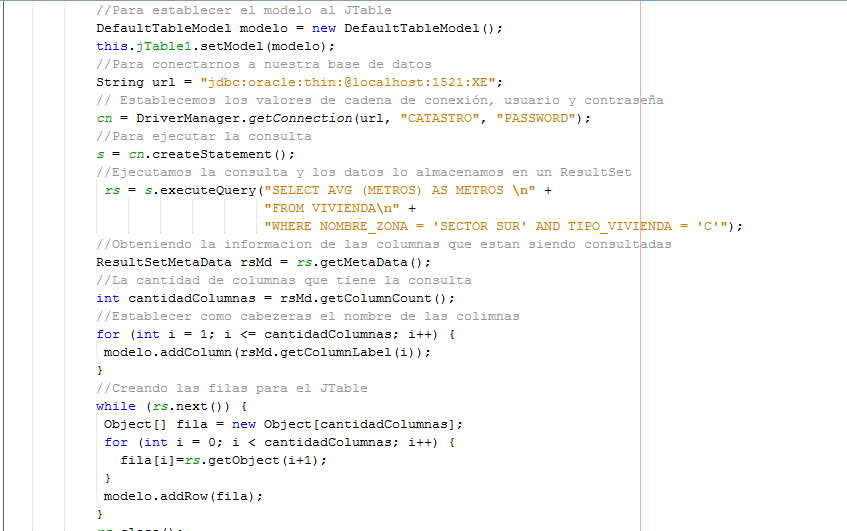 //Para establecer el modelo al JTable
DefaultTableModel modelo = new DefaultTableModel();
this.jTable1.setModel(modelo);
//Para conectarnos a nuestra base de datos
String url = "jdbc:oracle:thin:@localhost:1521:XE";
// Establecemos los valores de cadena de conexión, usuario y contraseña
cn = DriverManager.getConnection(url, "CATASTRO", "PASSWORD");
//Para ejecutar la consulta
s = cn.createStatement();
//Ejecutamos la consulta y los datos lo almacenamos en un ResultSet
rs = s.executeQuery("SELECT AVG (METROS) AS METROS \n" +
"FROM VIVIENDA\n" +
"WHERE NOMBRE_ZONA = 'SECTOR SUR' AND TIPO_VIVIENDA = 'C'");
//Obteniendo la informacion de las columnas que estan siendo consultadas
ResultSetMetaData rsMd = rs.getMetaData();
//La cantidad de columnas que tiene la consulta
int cantidadColumnas = rsMd.getColumnCount();
//Establecer como cabezeras el nombre de las colimnas
for (int i = 1; i <= cantidadColumnas; i++) {
modelo.addColumn(rsMd.getColumnLabel(i));
}
//Creando las filas para el JTable
while (rs.next()) {
Object[] fila = new Object[cantidadColumnas];
for (int i = 0; i < cantidadColumnas; i++) {
fila[i]=rs.getObject(i+1);
}
modelo.addRow(fila);
}
rs.close();